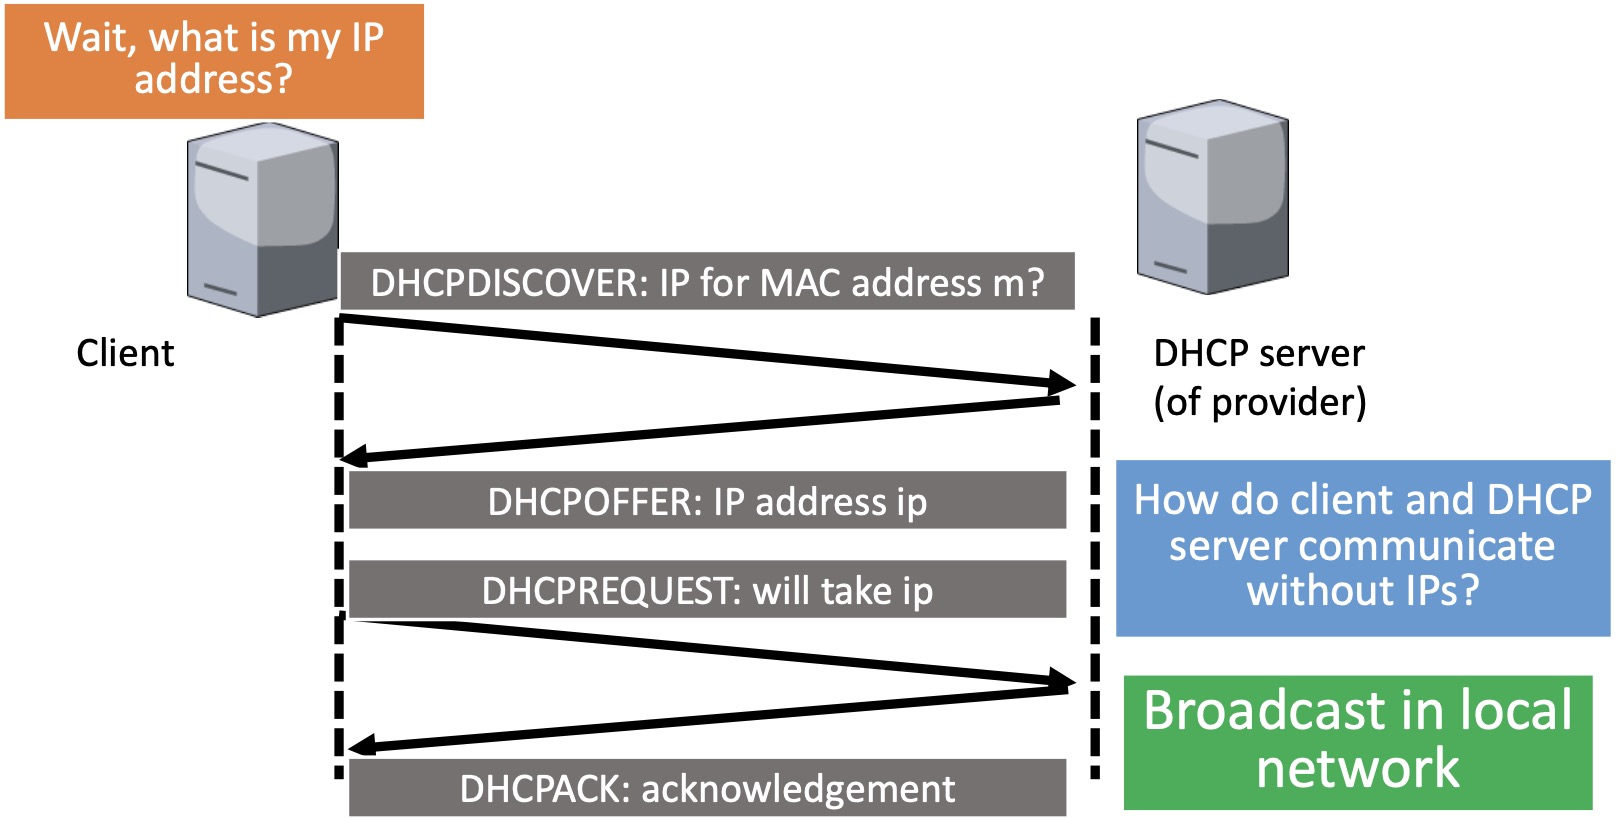 Wait, what is my IP
address?
DHCPDISCOVER: IP for MAC address m?
Client
DHCP server
(of provider)
DHCPOFFER: IP address ip
How do client and DHCP
server communicate
without IPs?
DHCPREQUEST: will take ip
Broadcast in local
network
DHCPACK: acknowledgement